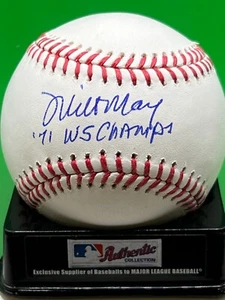 Milt May
'71 WS CHAMPS
Authentic
COLLECTION
Exclusive Supplier of Baseballs to MAJOR LEAGUE BASEBALL®